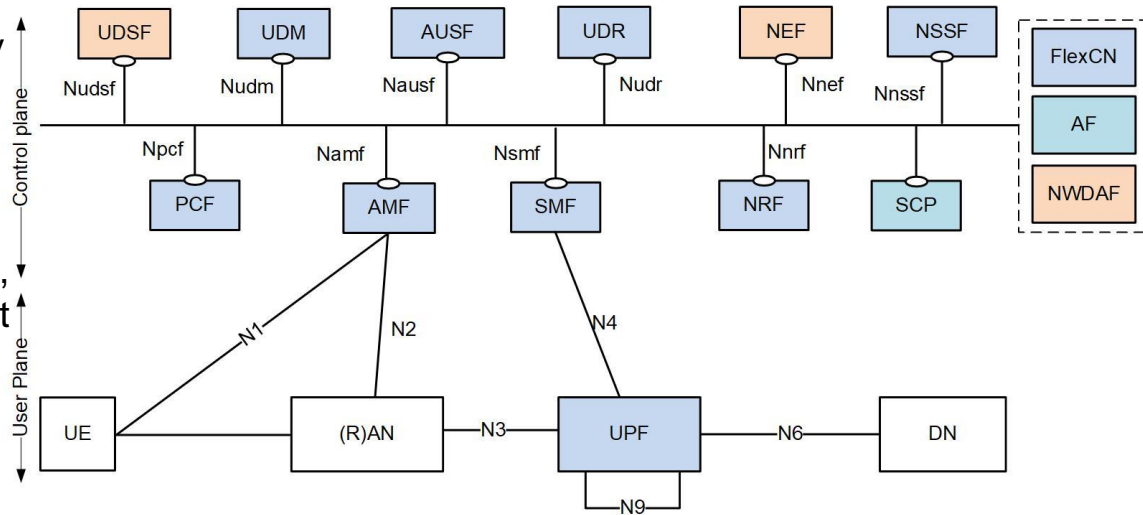 y
UDSF
UDM
AUSF
UDR
NEF
NSSF
FlexCN
Nudsf
Nudm
Nausf
Nudr
Nnef
Nnssf
AF
Control plane
Npcf
Namf
Nsmf
Nnrf
PCF
AMF
SMF
NRF
SCP
NWDAF
,
t
N1
N2
N4
User Plane
UE
(R)AN
N3
UPF
N6
DN
N9